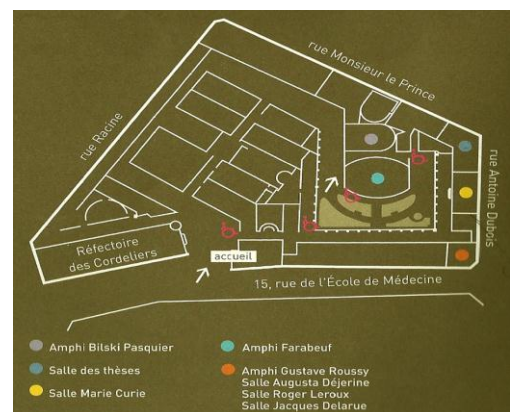 rue Monsieur le Prince
rue Racine
rue Antoine Dubois
Réfectoire
des Cordeliers
accueil
15, rue de l'École de Médecine
Amphi Bilski Pasquier
Salle des thèses
Salle Marie Curie
Amphi Farabeuf
Amphi Gustave Roussy
Salle Augusta Déjerine
Salle Roger Leroux
Salle Jacques Delarue